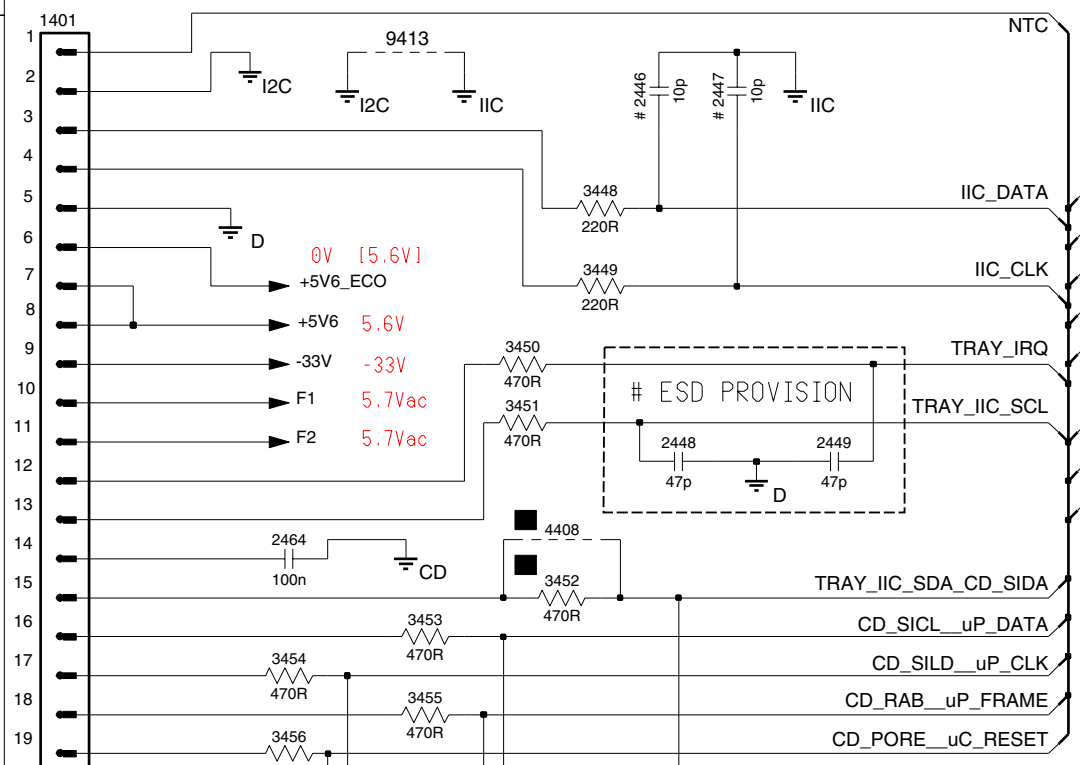 1401
1
NTC
9413
2
I2C
I2C
IIC
# 2446
10p
# 2447
10p
IIC
3
4
5
3448
220R
IIC_DATA
D
6
0V [5.6V]
7
+5V6_ECO
3449
220R
IIC_CLK
8
+5V6
5.6V
9
-33V
-33V
3450
470R
TRAY_IRQ
10
F1
5.7Vac
# ESD PROVISION
3451
470R
TRAY_IIC_SCL
11
F2
5.7Vac
2448
47p
2449
47p
D
12
13
14
2464
100n
CD
4408
15
3452
470R
TRAY_IIC_SDA_CD_SIDA
16
3453
470R
CD_SICL__uP_DATA
17
3454
470R
CD_SILD__uP_CLK
18
3455
470R
CD_RAB__uP_FRAME
19
3456
CD_PORE__uC_RESET